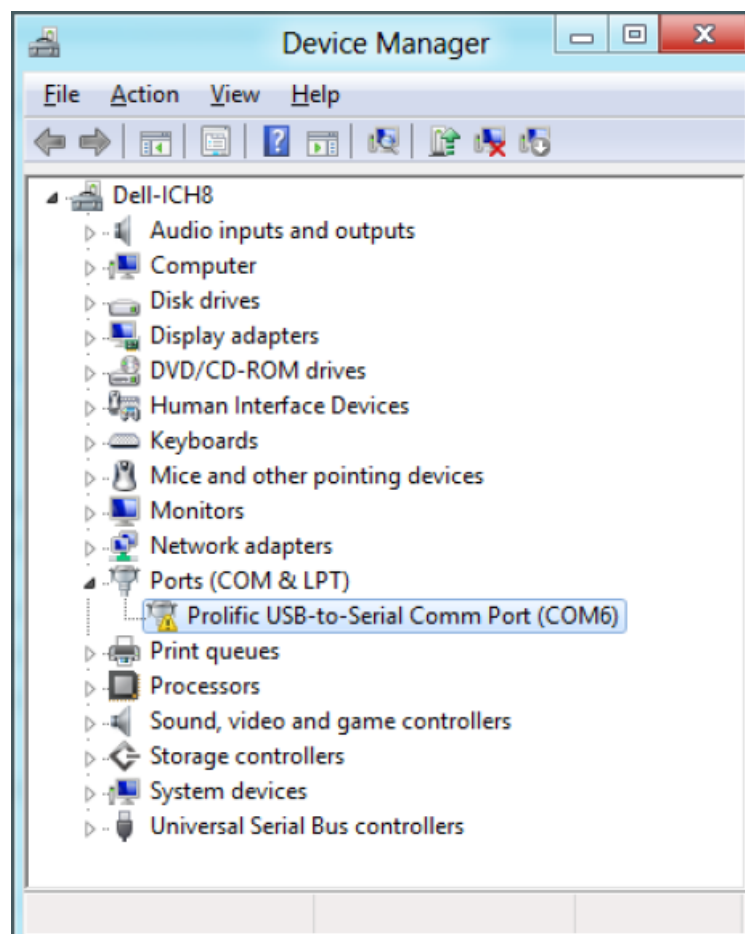 Device Manager
File Action View Help
Dell-ICH8
Audio inputs and outputs
Computer
Disk drives
Display adapters
DVD/CD-ROM drives
Human Interface Devices
Keyboards
Mice and other pointing devices
Monitors
Network adapters
Ports (COM & LPT)
Prolific USB-to-Serial Comm Port (COM6)
Print queues
Processors
Sound, video and game controllers
Storage controllers
System devices
Universal Serial Bus controllers